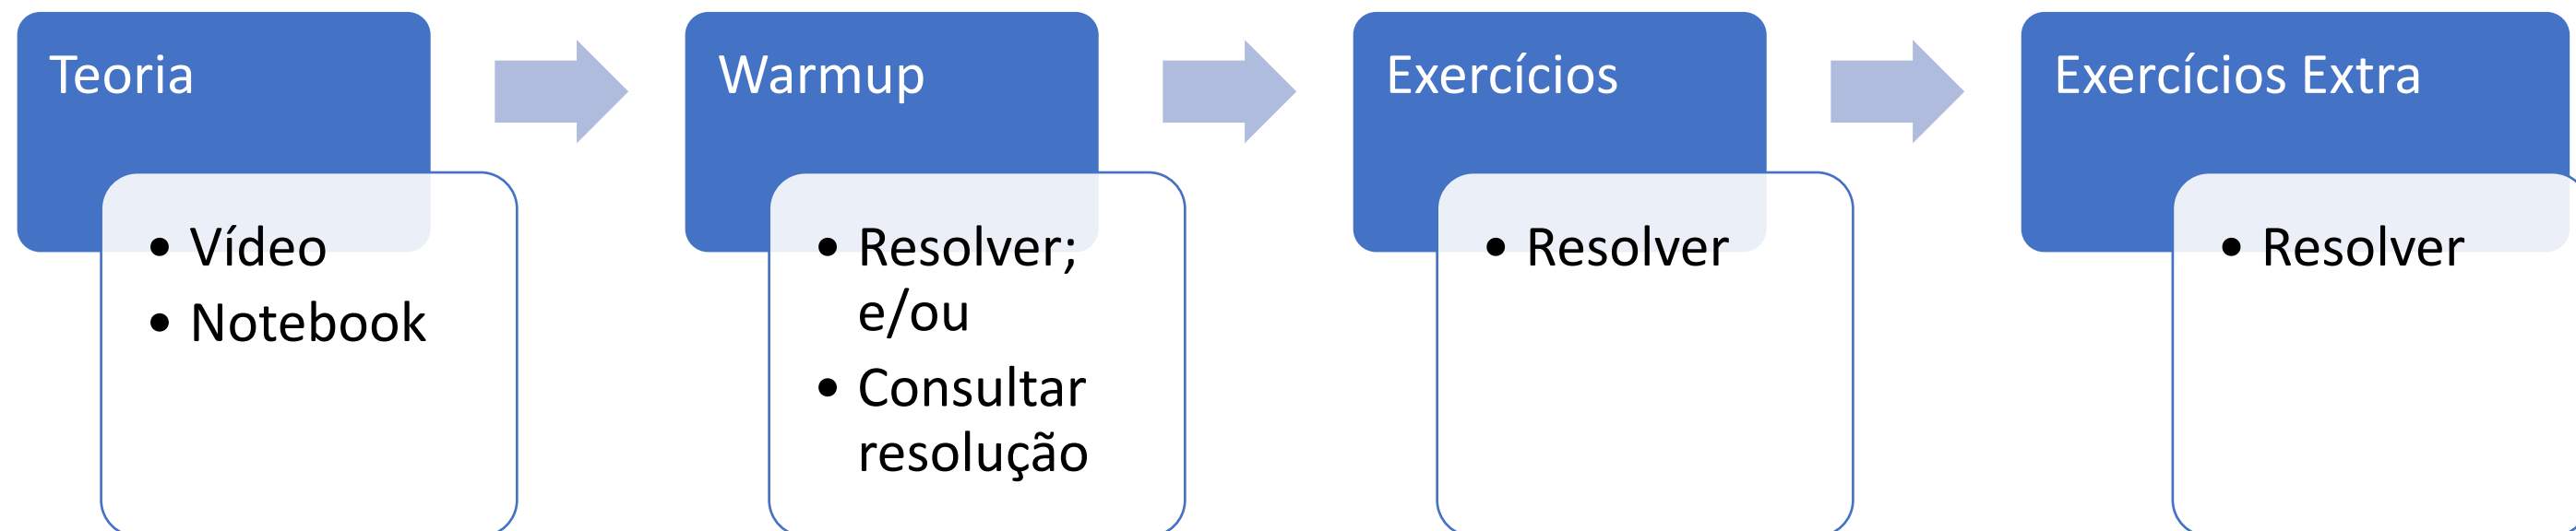 Teoria
• Vídeo
• Notebook
Warmup
• Resolver;
e/ou
• Consultar
resolução
Exercícios
• Resolver
Exercícios Extra
• Resolver